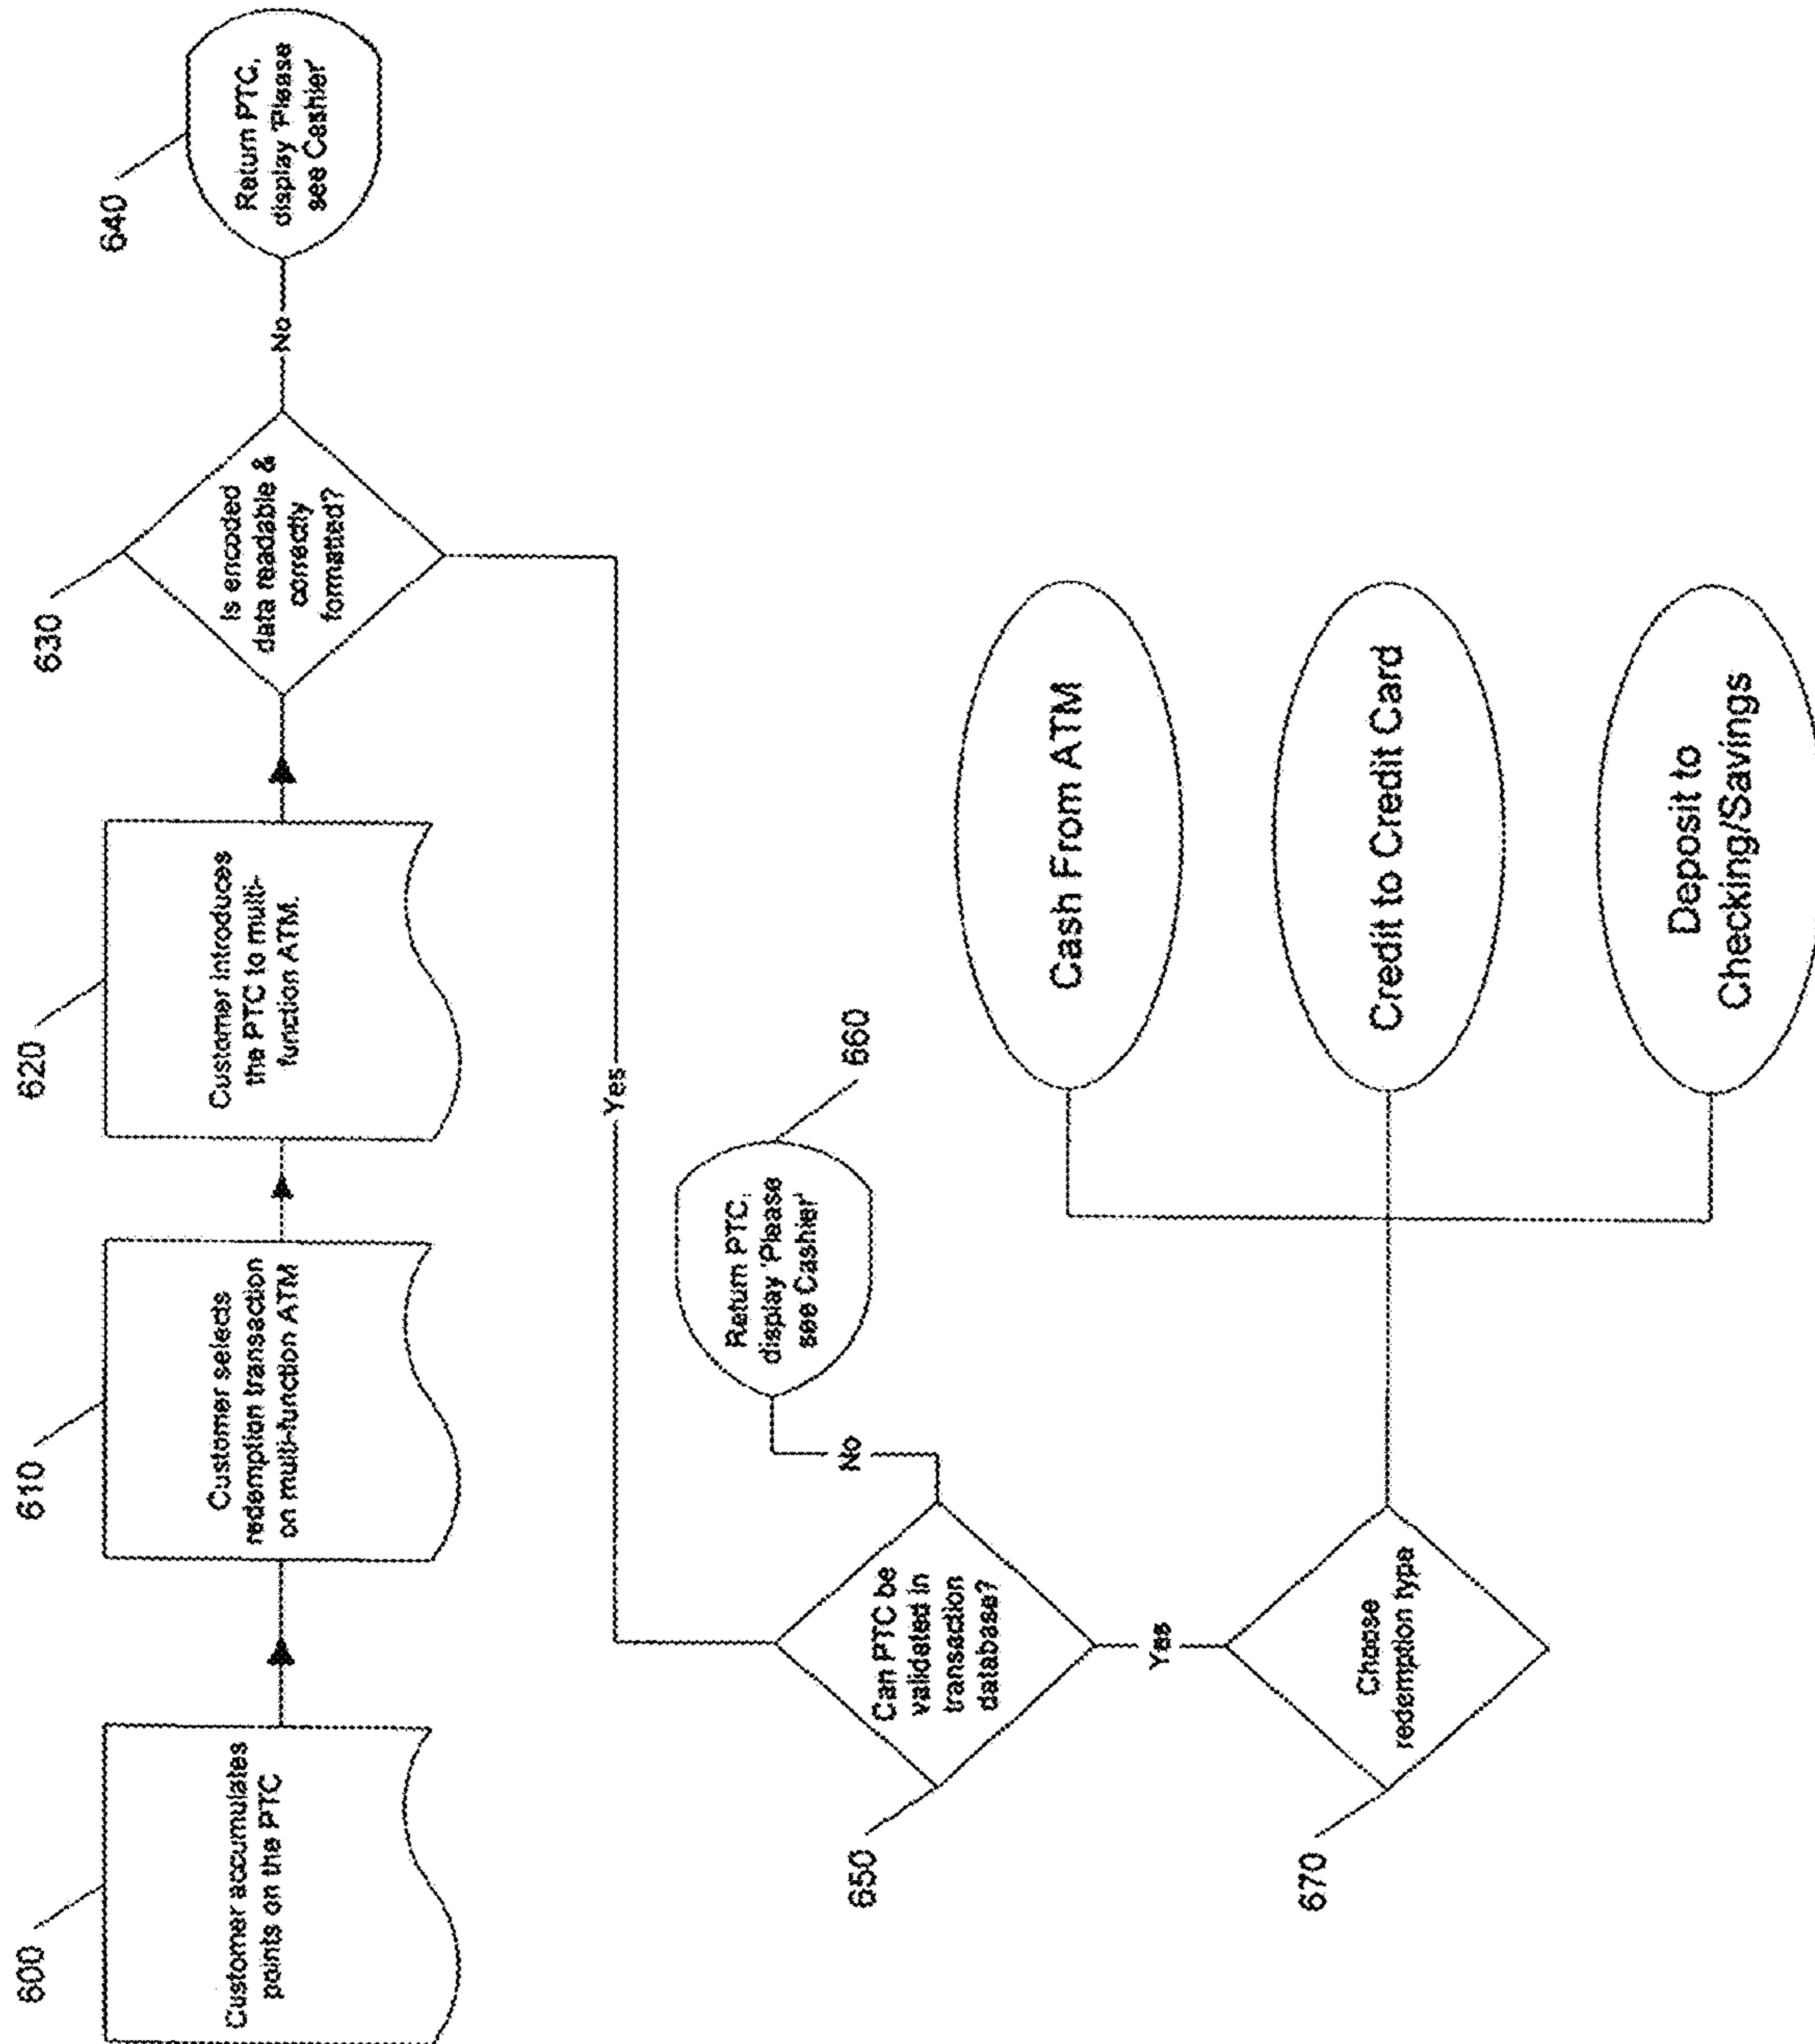 600
Customer accumulates
points on the PTC
610
Customer selects
redemption transaction
on multi-function ATM
620
Customer introduces
the PTC to multi-
function ATM.
630
Is encoded
data readable &
correctly
formatted?
No
640
Return PTC,
display 'Please
see Cashier'
Yes
650
Can PTC be
validated in
transaction
database?
No
660
Return PTC,
display 'Please
see Cashier'
Yes
670
Choose
redemption type
Cash From ATM
Credit to Credit Card
Deposit to
Checking/Savings